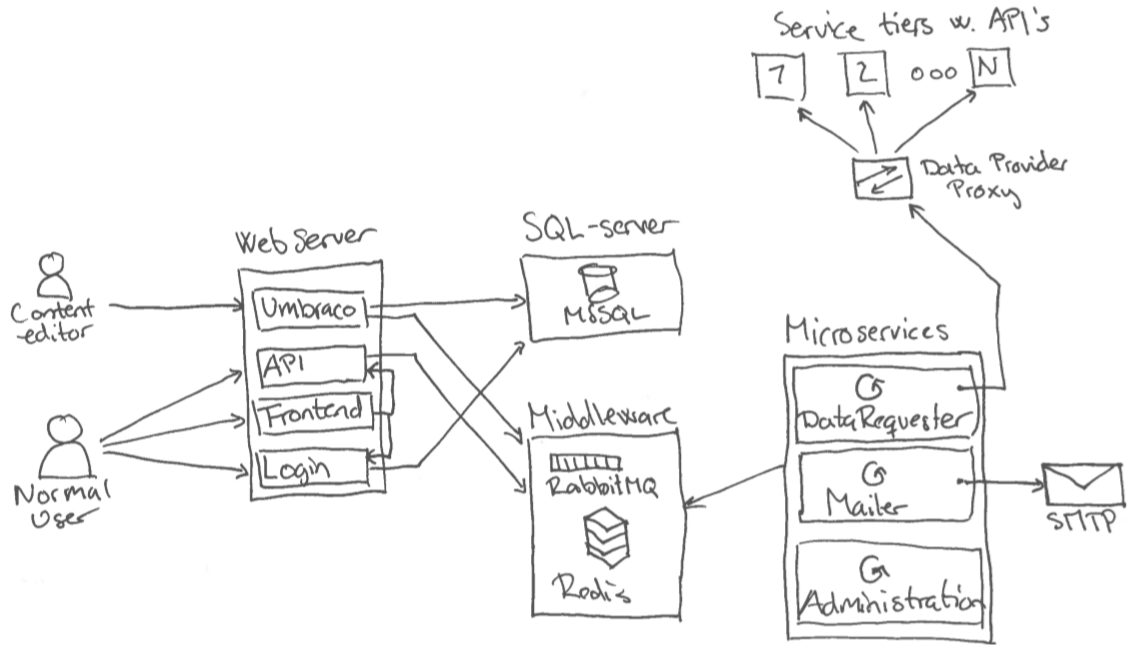 Service tiers w. API's
1
2
ooo
N
Data Provider
Proxy
Web Server
SQL-server
Content
editor
Umbraco
MSSQL
API
Frontend
Login
Normal
User
Middleware
RabbitMQ
Redis
Microservices
DataRequester
Mailer
Administration
SMTP